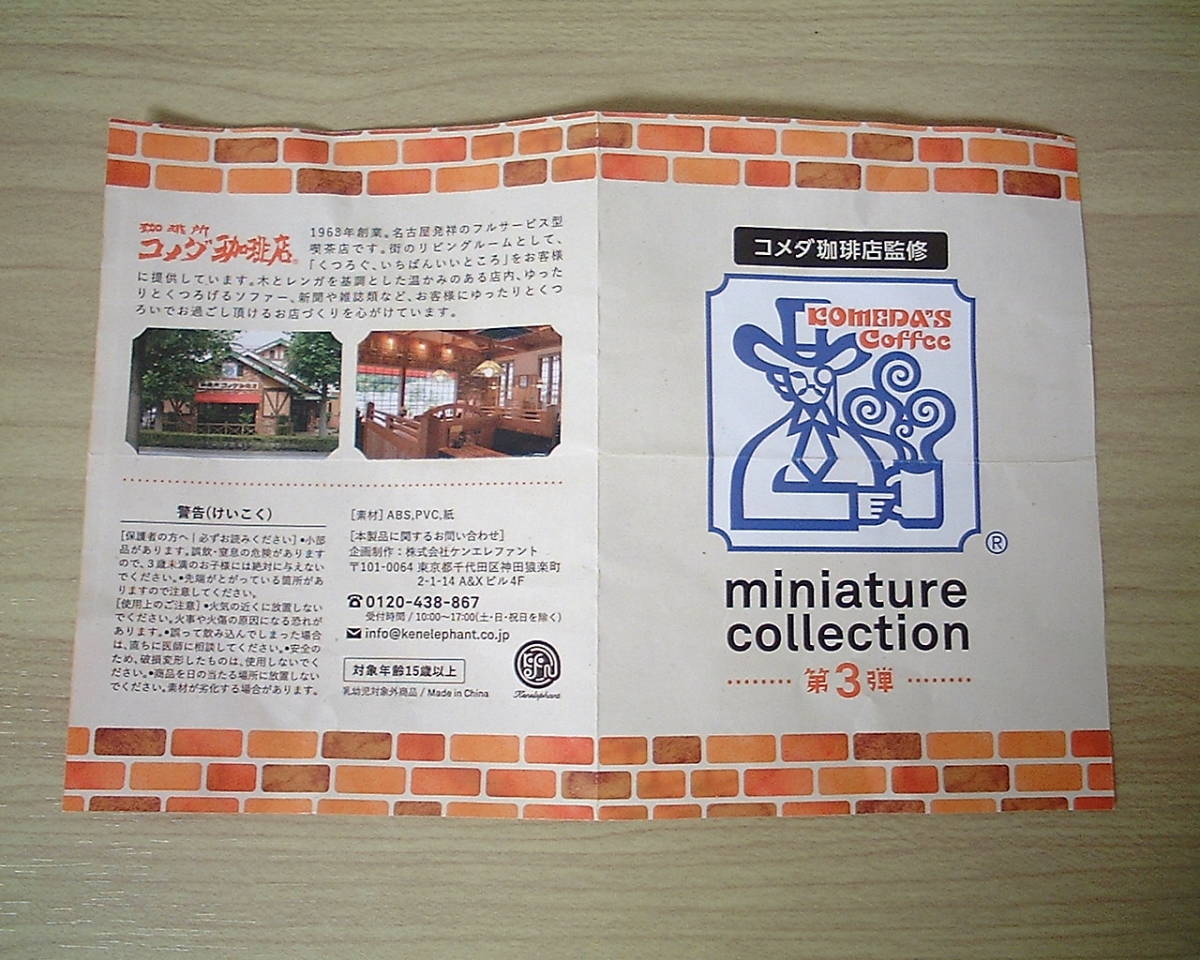 珈琲所
コメダ珈琲店®
1968年創業。名古屋発祥のフルサービス型
喫茶店です。街のリビングルームとして、
「くつろぐ、いちばんいいところ」をお客様
に提供しています。木とレンガを基調とした温かみのある店内、ゆった
りとくつろげるソファー、新聞や雑誌類など、お客様にゆったりとくつ
ろいでお過ごし頂けるお店づくりを心がけています。
警告(けいこく)
[保護者の方へ|必ずお読みください]•小部
品があります。誤飲・窒息の危険があります
ので、3歳未満のお子様には絶対に与えない
でください。•先端がとがっている箇所があ
りますので注意してください。
[使用上のご注意]•火気の近くに放置しない
でください。火事や火傷の原因になる恐れが
あります。•誤って飲み込んでしまった場合
は、直ちに医師に相談してください。•安全の
ため、破損変形したものは、使用しないでく
ださい。•商品を日の当たる場所に放置しない
でください。素材が劣化する場合があります。
[素材] ABS,PVC,紙
[本製品に関するお問い合わせ]
企画制作:株式会社ケンエレファント
〒101-0064 東京都千代田区神田猿楽町
2-1-14 A&Xビル4F
☎0120-438-867
受付時間 / 10:00〜17:00(土・日・祝日を除く)
info@kenelephant.co.jp
対象年齢15歳以上
乳幼児対象外商品 / Made in China
Kenelephant
コメダ珈琲店監修
KOMEDA'S
Coffee
®
miniature
collection
第3弾